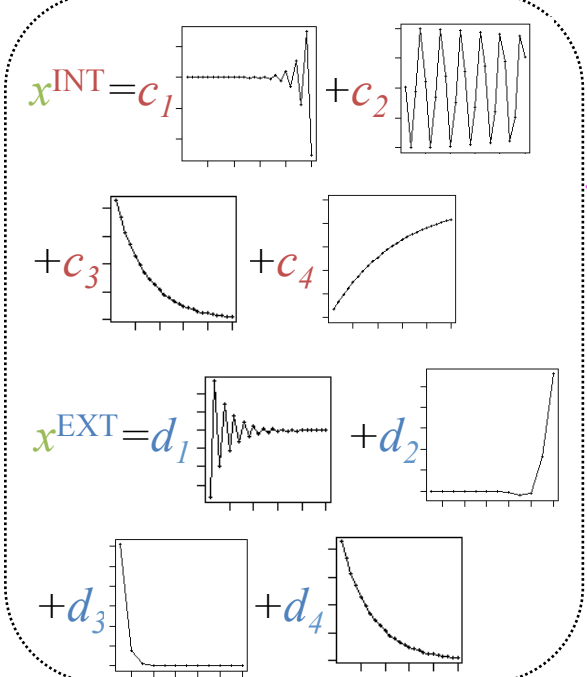 x^INT=c_1 +c_2
+c_3 +c_4
x^EXT=d_1 +d_2
+d_3 +d_4